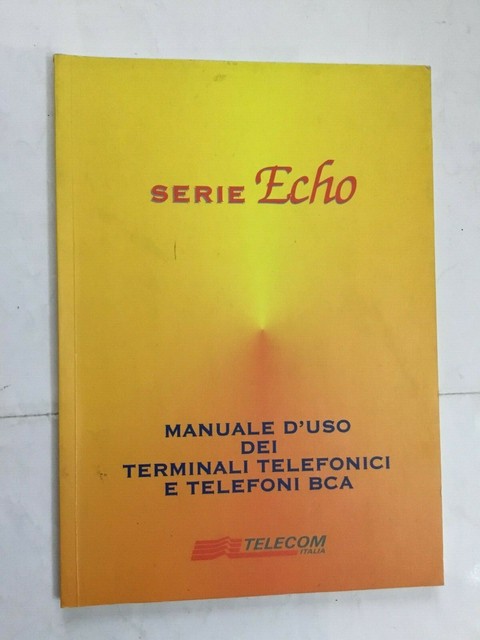 SERIE Echo
MANUALE D'USO
DEI
TERMINALI TELEFONICI
E TELEFONI BCA
TELECOM
ITALIA